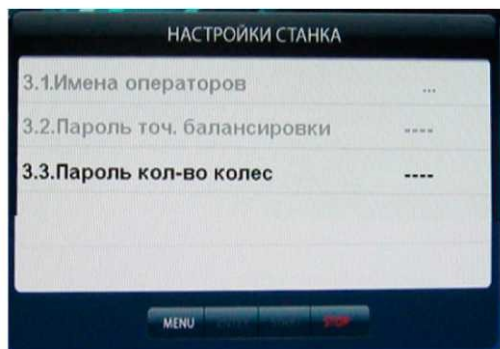 НАСТРОЙКИ СТАНКА
3.1.Имена операторов ...
3.2.Пароль точ. балансировки ----
3.3.Пароль кол-во колес ----
MENU STOP